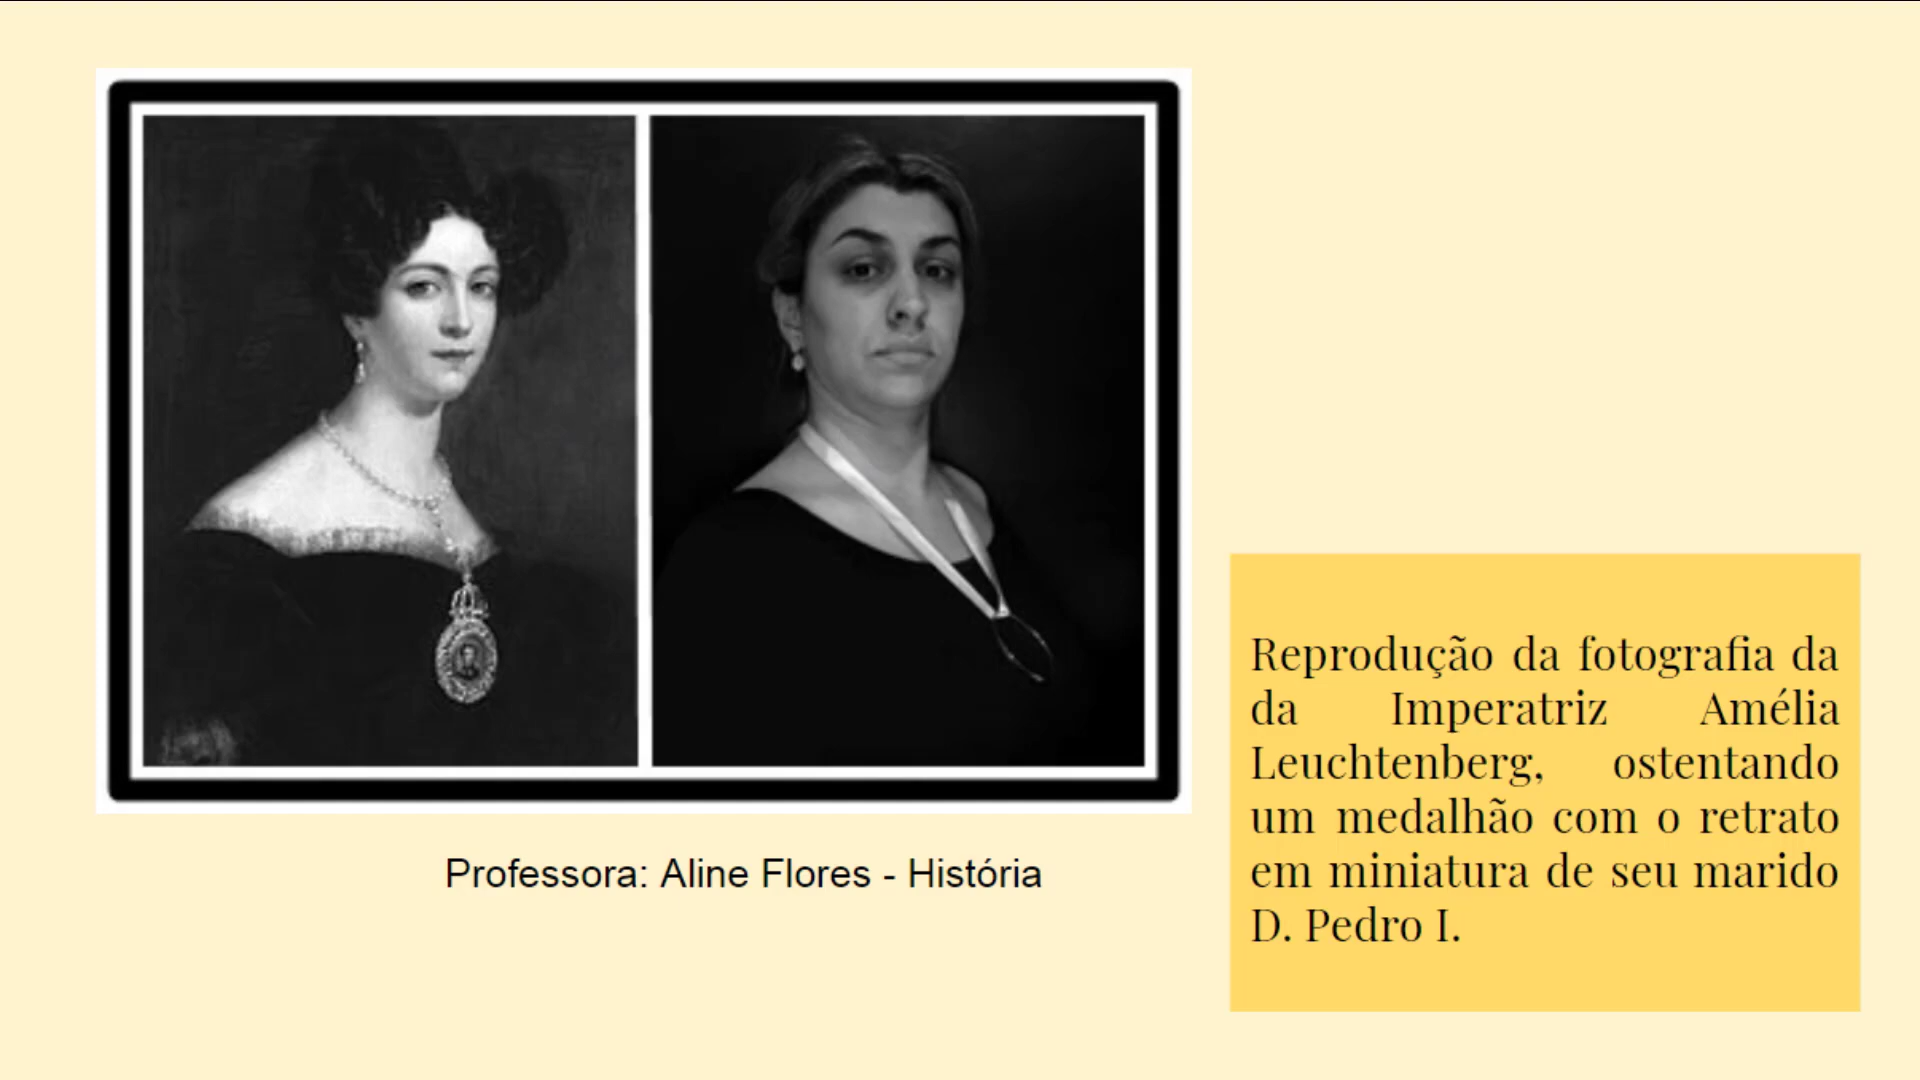 Professora: Aline Flores - História
Reprodução da fotografia da
da Imperatriz Amélia
Leuchtenberg, ostentando
um medalhão com o retrato
em miniatura de seu marido
D. Pedro I.